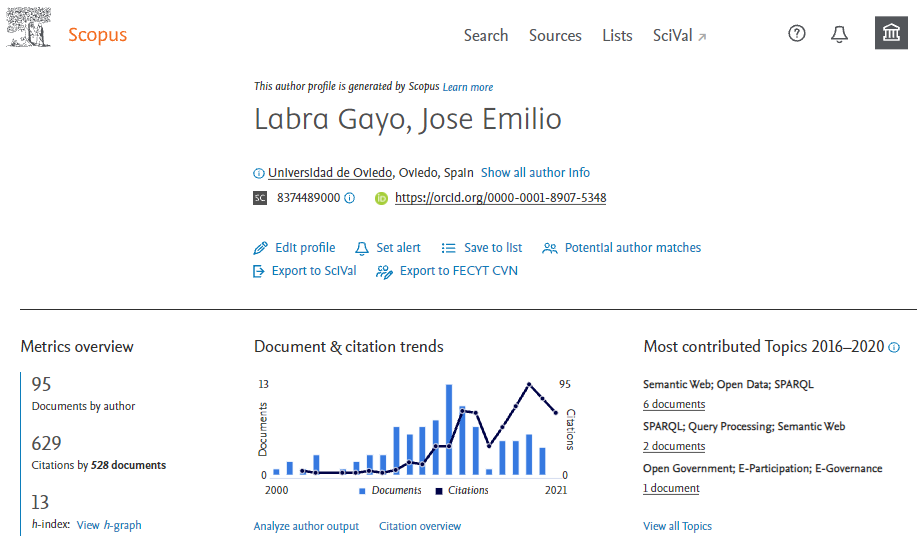 Scopus
Search Sources Lists SciVal ↗
This author profile is generated by Scopus Learn more
Labra Gayo, Jose Emilio
Universidad de Oviedo, Oviedo, Spain Show all author info
SC 8374489000 iD https://orcid.org/0000-0001-8907-5348
Edit profile Set alert Save to list Potential author matches
Export to SciVal Export to FECYT CVN
Metrics overview
95
Documents by author
629
Citations by 528 documents
13
h-index: View h-graph
Document & citation trends
13 95
Documents Citations
0 0
2000 2021
Documents Citations
Analyze author output Citation overview
Most contributed Topics 2016–2020
Semantic Web; Open Data; SPARQL
6 documents
SPARQL; Query Processing; Semantic Web
2 documents
Open Government; E-Participation; E-Governance
1 document
View all Topics